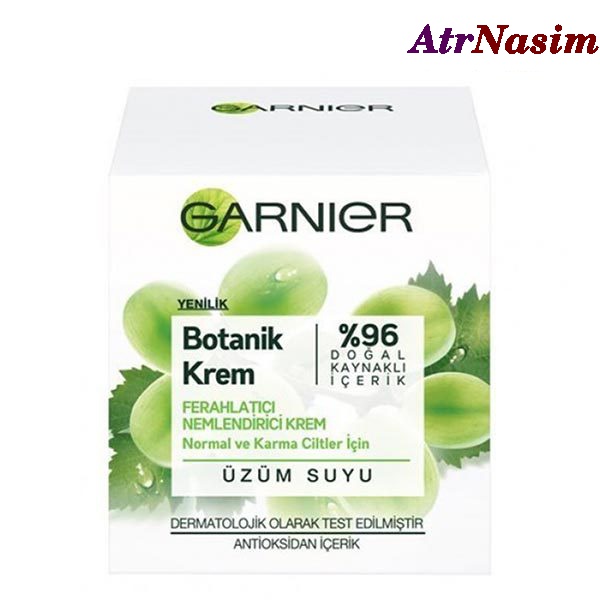 AtrNasim
GARNIER
GARNIER
YENİLİK
Botanik
Krem
%96
DOĞAL
KAYNAKLI
İÇERİK
FERAHLATICI
NEMLENDİRİCİ KREM
Normal ve Karma Ciltler İçin
ÜZÜM SUYU
DERMATOLOJİK OLARAK TEST EDİLMİŞTİR
ANTİOKSİDAN İÇERİK